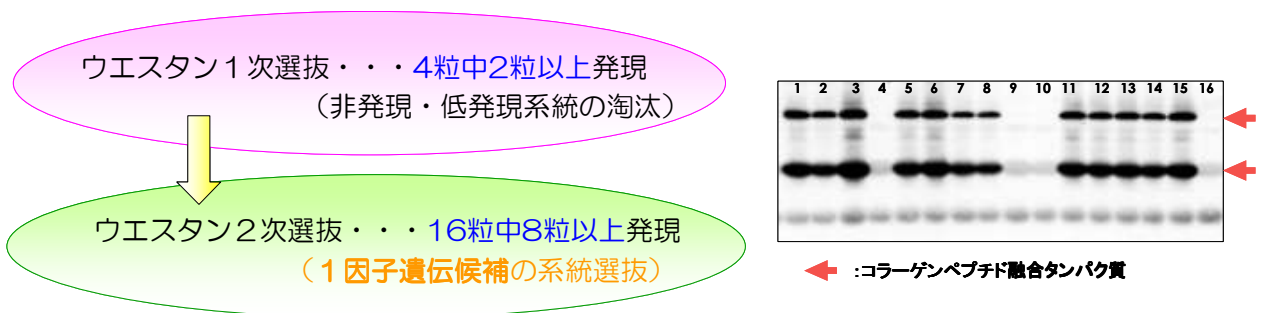 ウエスタン１次選抜・・・4粒中2粒以上発現
（非発現・低発現系統の淘汰）
ウエスタン２次選抜・・・16粒中8粒以上発現
（１因子遺伝候補の系統選抜）
1 2 3 4 5 6 7 8 9 10 11 12 13 14 15 16
:コラーゲンペプチド融合タンパク質